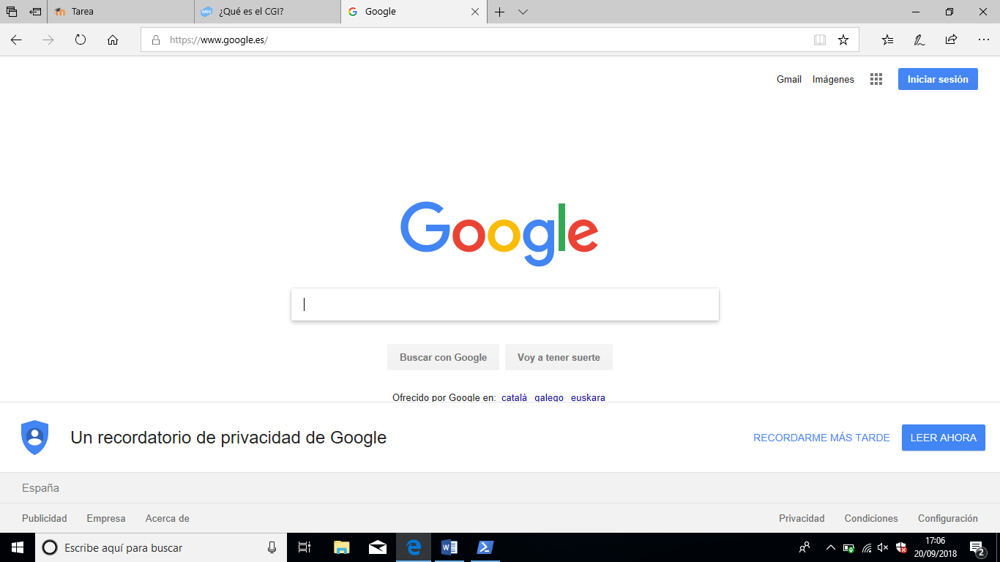 Tarea
¿Qué es el CGI?
Google
https://www.google.es/
Gmail Imágenes Iniciar sesión
Google
Buscar con Google Voy a tener suerte
Ofrecido por Google en: català galego euskara
Un recordatorio de privacidad de Google
RECORDARME MÁS TARDE LEER AHORA
España
Publicidad Empresa Acerca de Privacidad Condiciones Configuración
Escribe aquí para buscar
17:06
20/09/2018
2